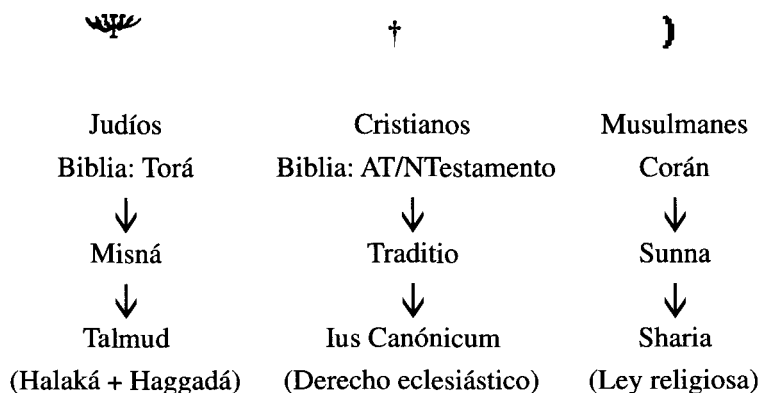 Judíos Cristianos Musulmanes
Biblia: Torá Biblia: AT/NTestamento Corán
Misná Traditio Sunna
Talmud Ius Canónicum Sharia
(Halaká + Haggadá) (Derecho eclesiástico) (Ley religiosa)